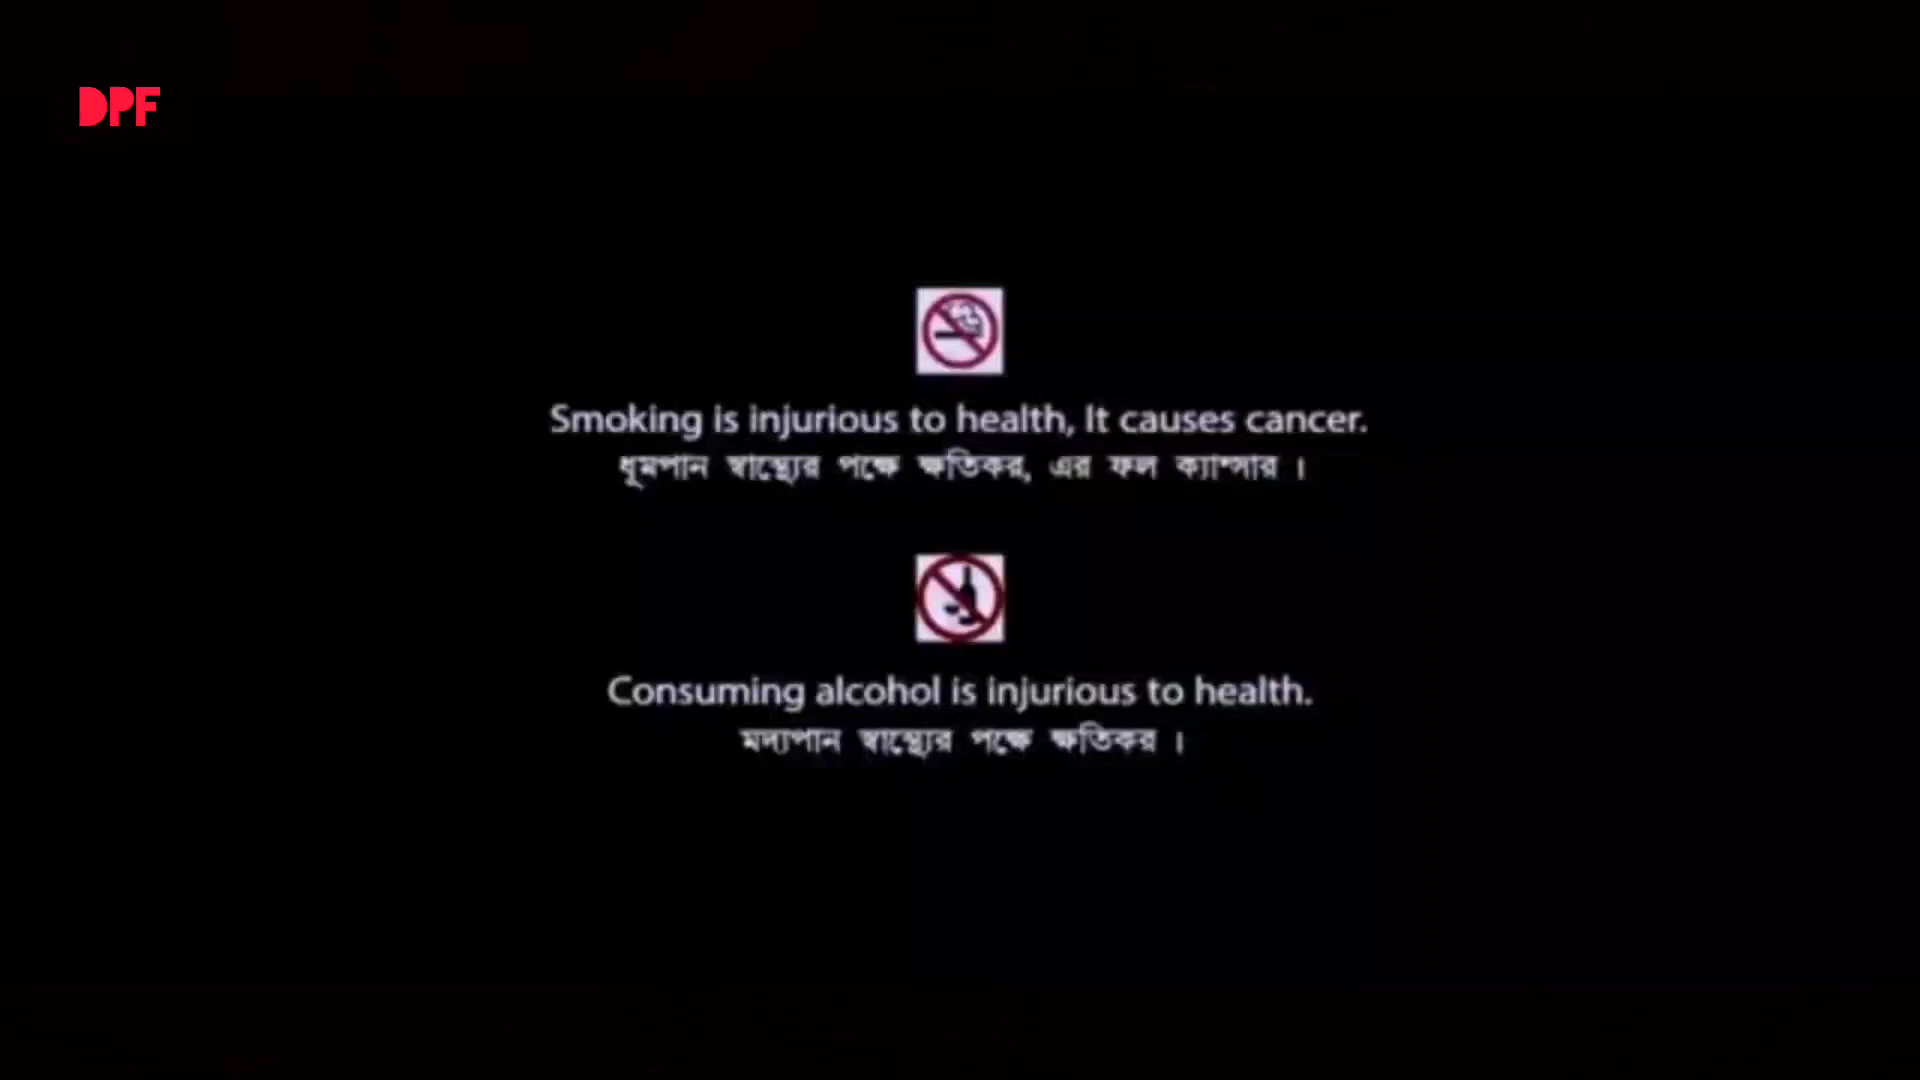 DPF
Smoking is injurious to health, It causes cancer.
ধূমপান স্বাস্থ্যের পক্ষে ক্ষতিকর, এর ফল ক্যান্সার ।
Consuming alcohol is injurious to health.
মদ্যপান স্বাস্থ্যের পক্ষে ক্ষতিকর ।